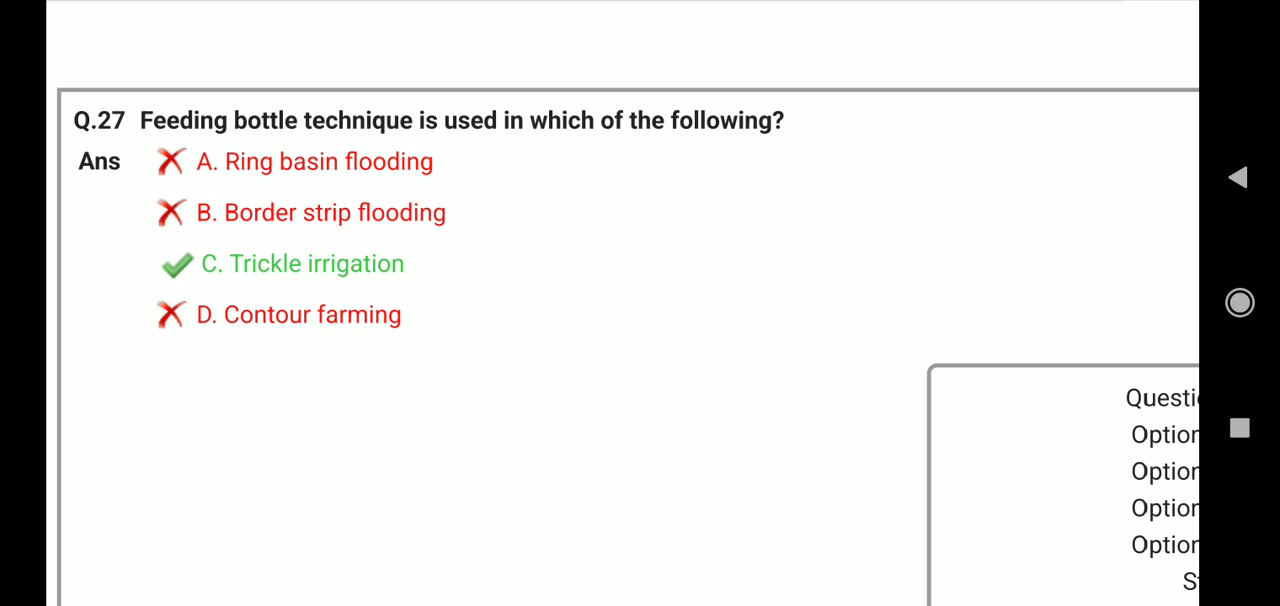 Q.27 Feeding bottle technique is used in which of the following?
Ans A. Ring basin flooding
B. Border strip flooding
C. Trickle irrigation
D. Contour farming